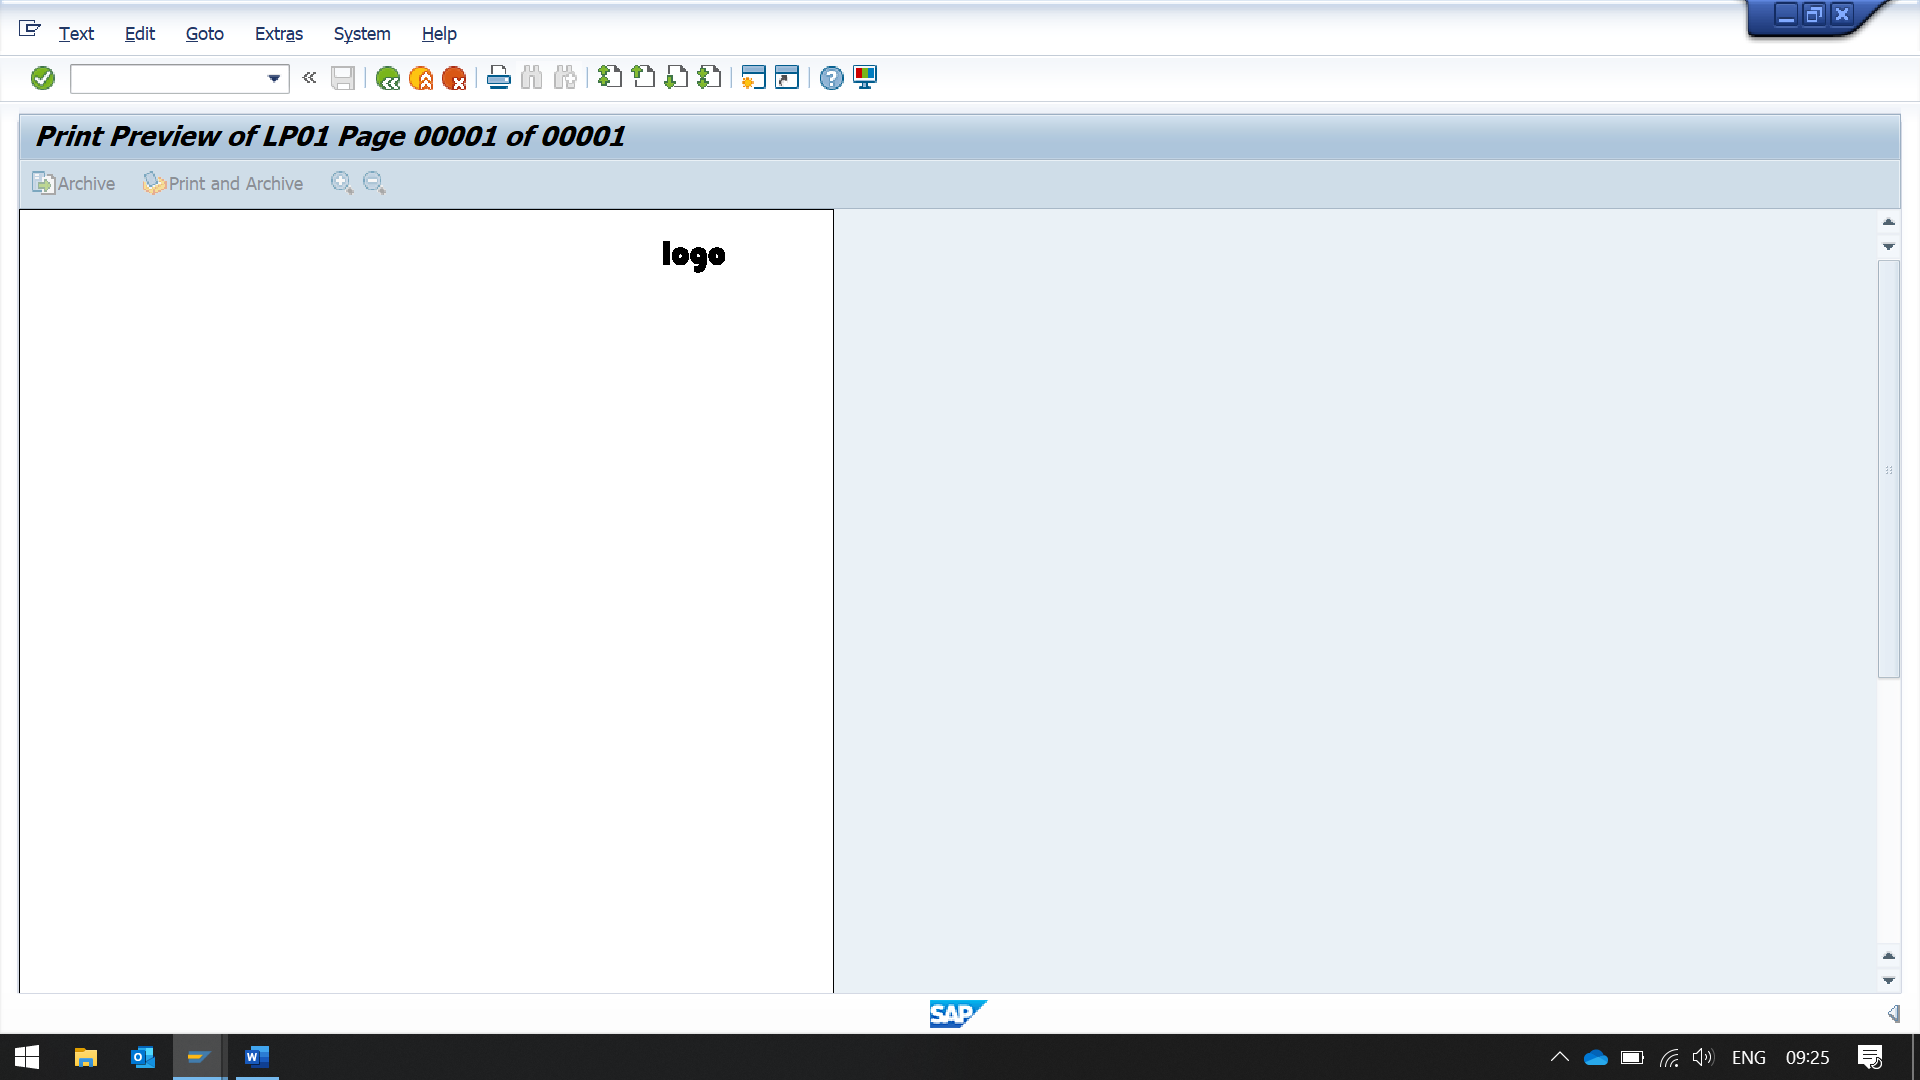 Text Edit Goto Extras System Help
Print Preview of LP01 Page 00001 of 00001
Archive Print and Archive
logo
SAP
ENG 09:25